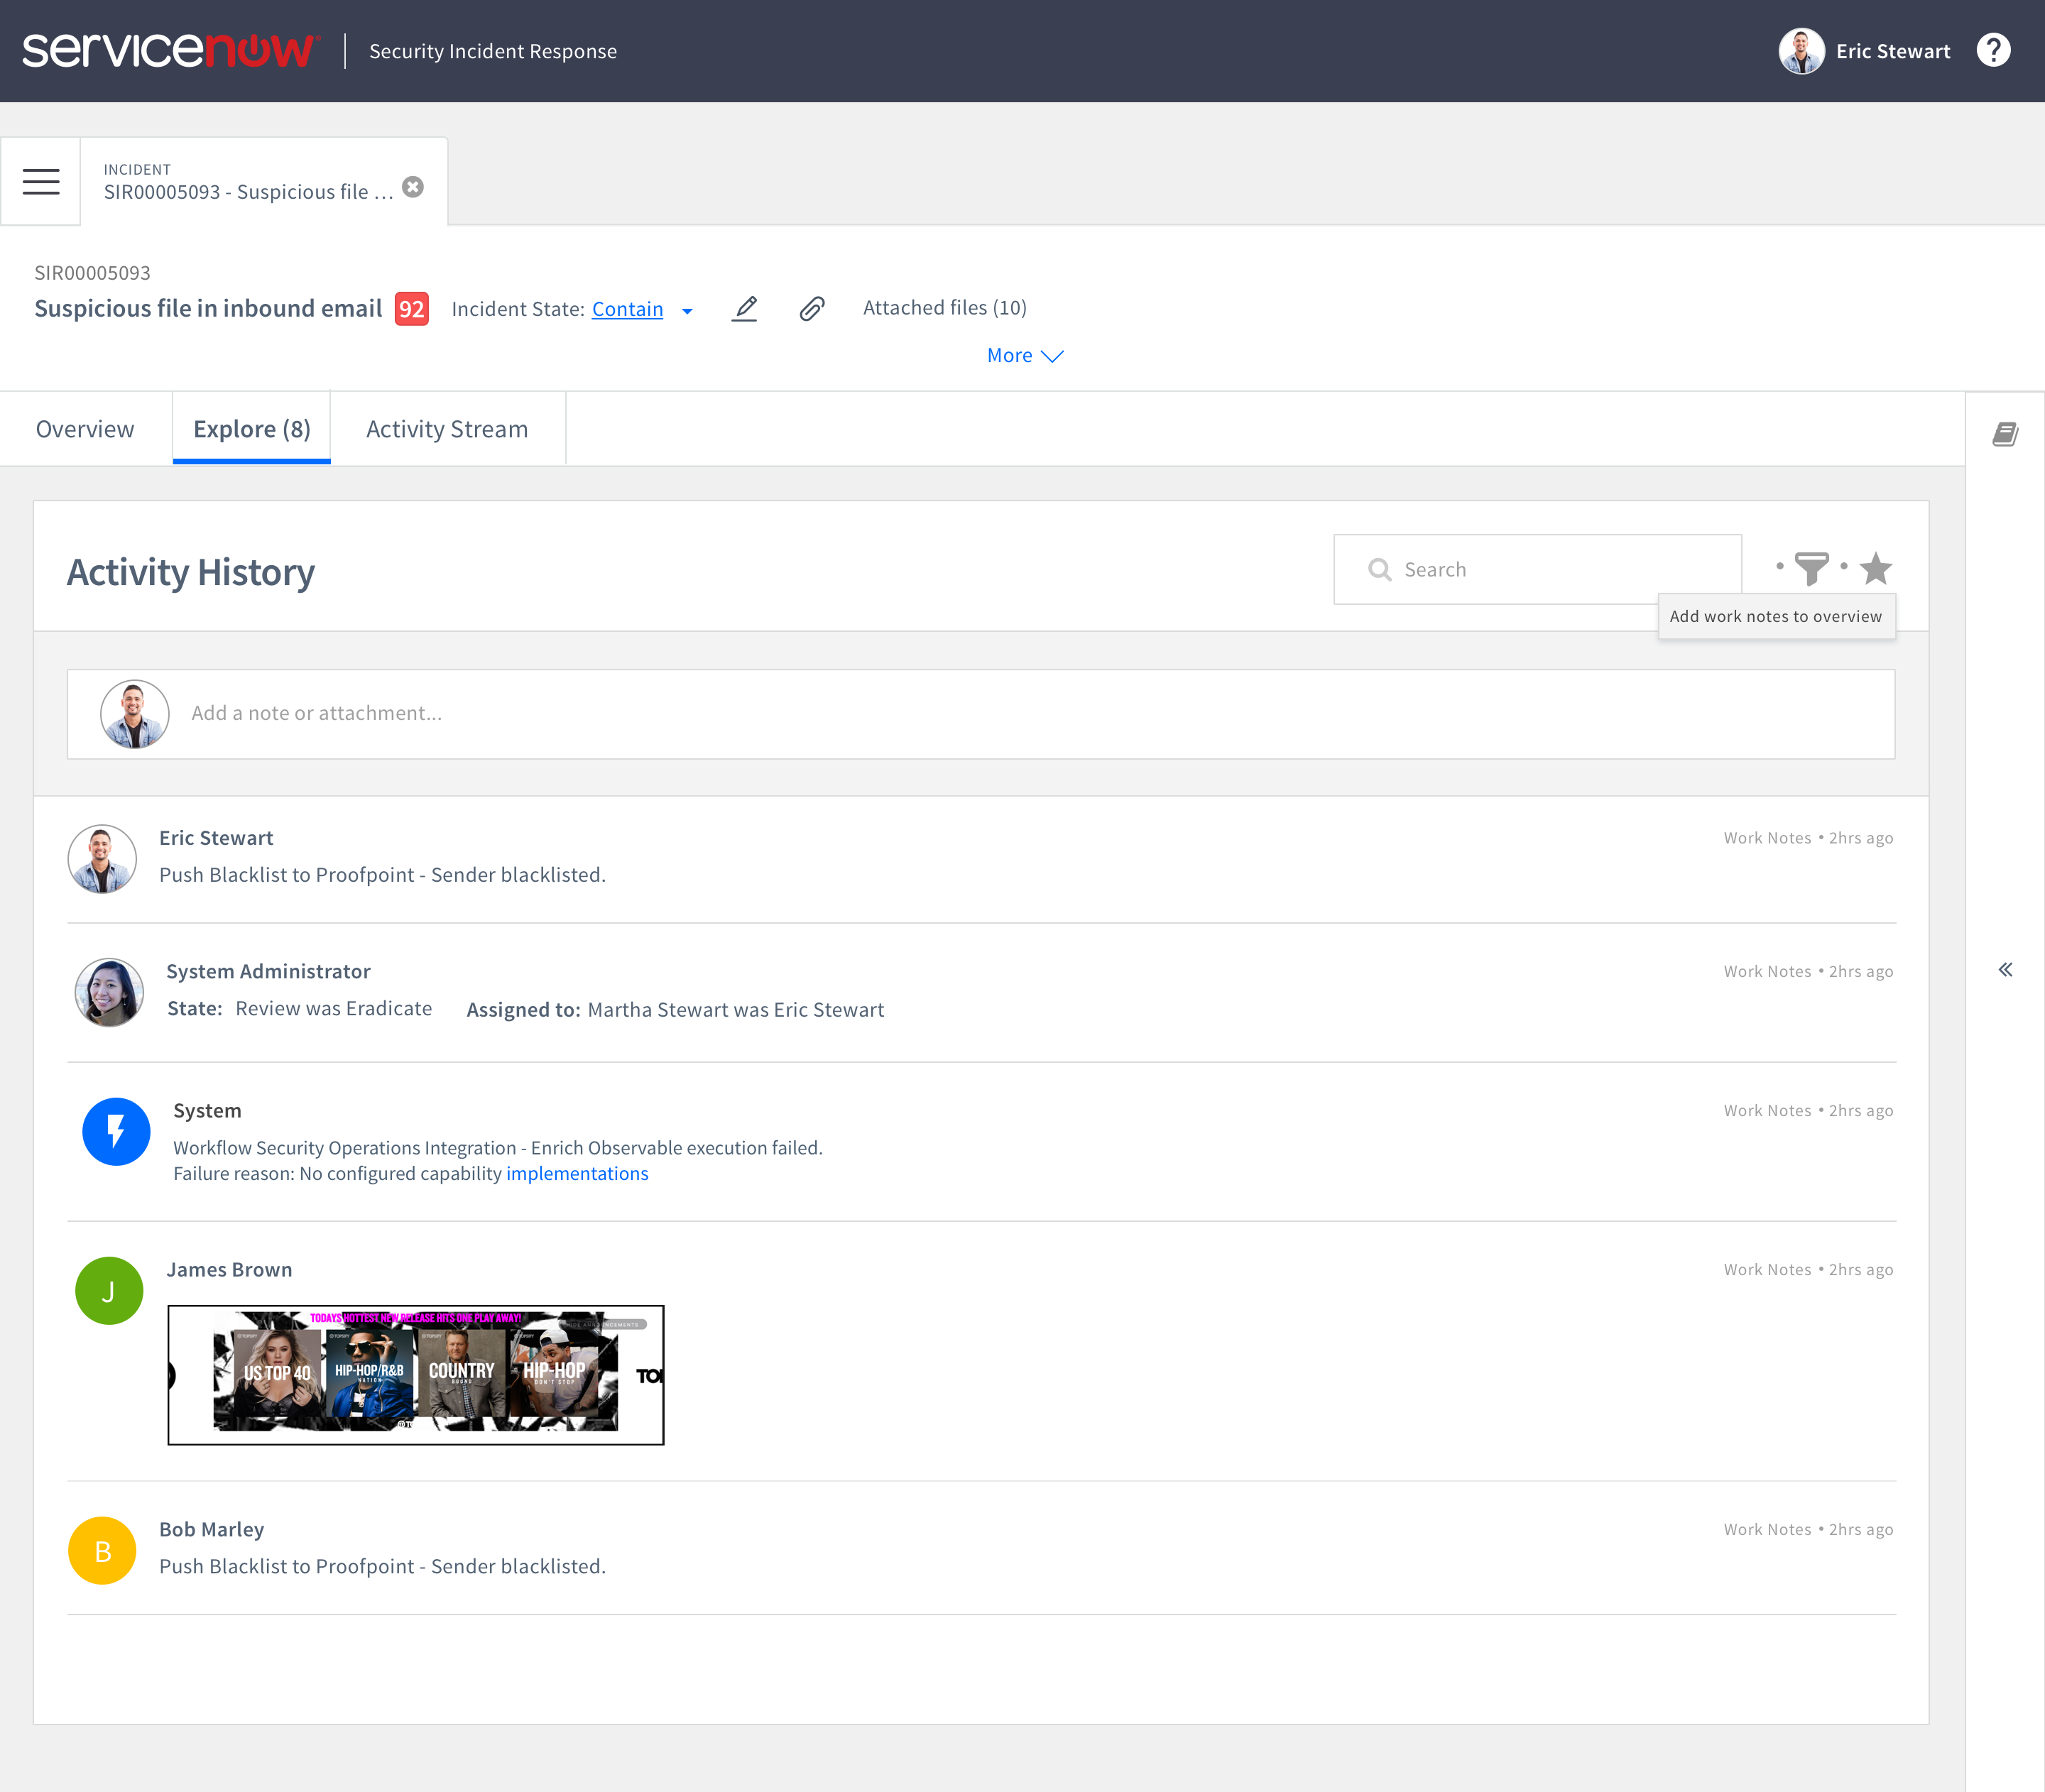 servicenow
Security Incident Response
Eric Stewart
?
INCIDENT
SIR00005093 - Suspicious file ...
SIR00005093
Suspicious file in inbound email 92 Incident State: Contain Attached files (10)
More
Overview Explore (8) Activity Stream
Activity History
Search
Add work notes to overview
Add a note or attachment...
Eric Stewart Work Notes • 2hrs ago
Push Blacklist to Proofpoint - Sender blacklisted.
System Administrator Work Notes • 2hrs ago
State: Review was Eradicate Assigned to: Martha Stewart was Eric Stewart
System Work Notes • 2hrs ago
Workflow Security Operations Integration - Enrich Observable execution failed.
Failure reason: No configured capability implementations
J
James Brown Work Notes • 2hrs ago
TODAYS HOTTEST NEW RELEASE HITS ONE PLAY AWAY!
US TOP 40
HIP-HOP/R&B
NATION
COUNTRY
HIP-HOP
DON'T STOP
B
Bob Marley Work Notes • 2hrs ago
Push Blacklist to Proofpoint - Sender blacklisted.